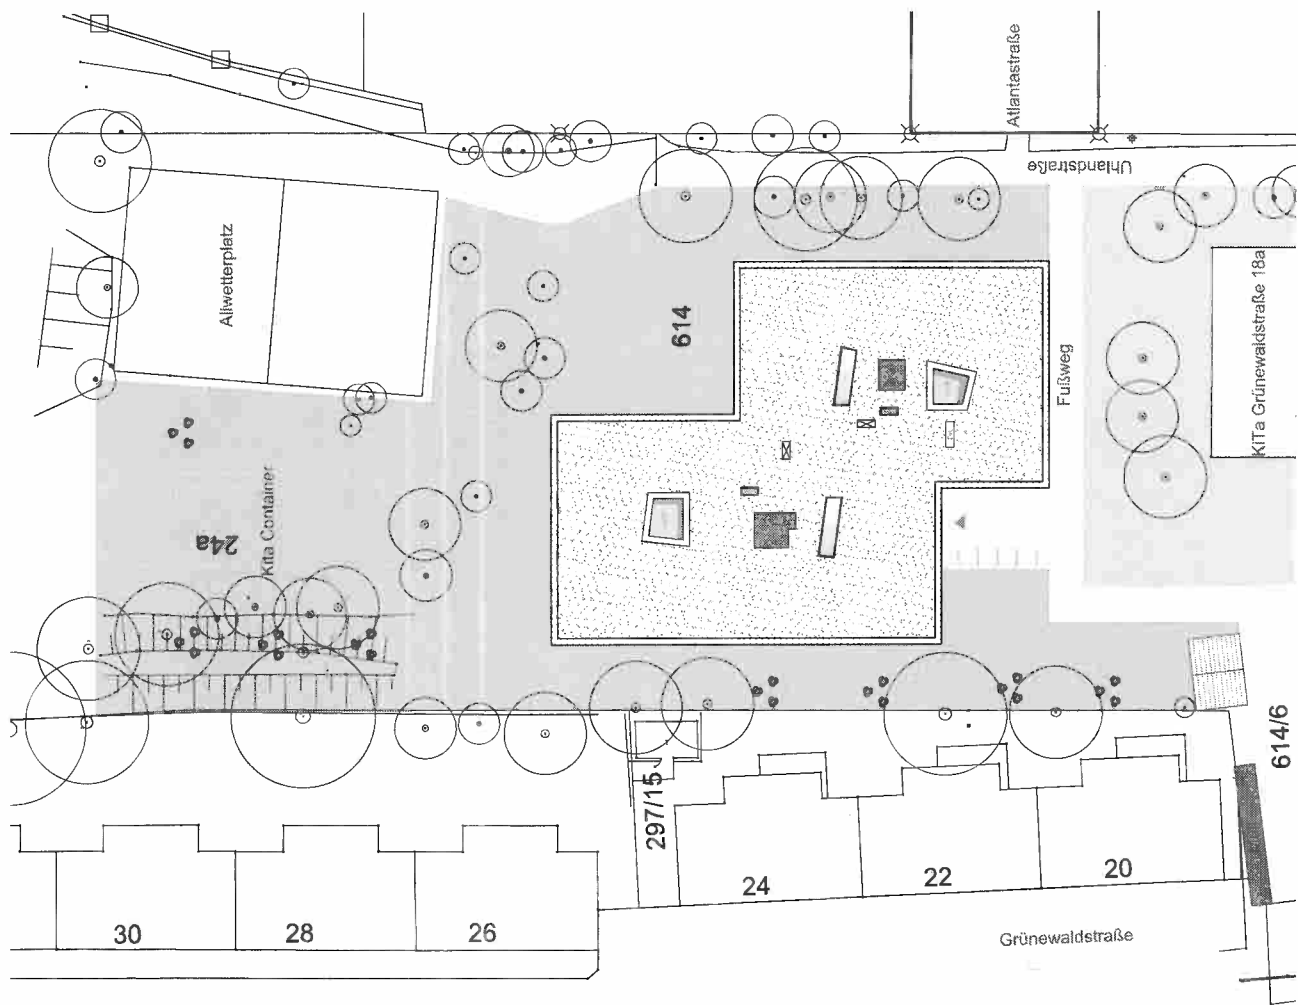 Atlantastraße
Uhlandstraße
Allwetterplatz
614
Fußweg
KiTa Grünewaldstraße 18a
24a
Kita Container
614/6
297/15
24
22
20
30
28
26
Grünewaldstraße